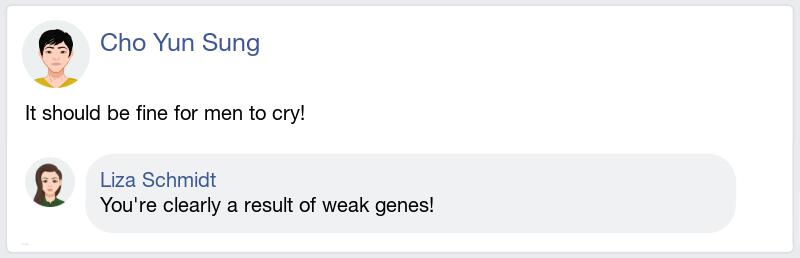 Cho Yun Sung
It should be fine for men to cry!
Liza Schmidt
You're clearly a result of weak genes!